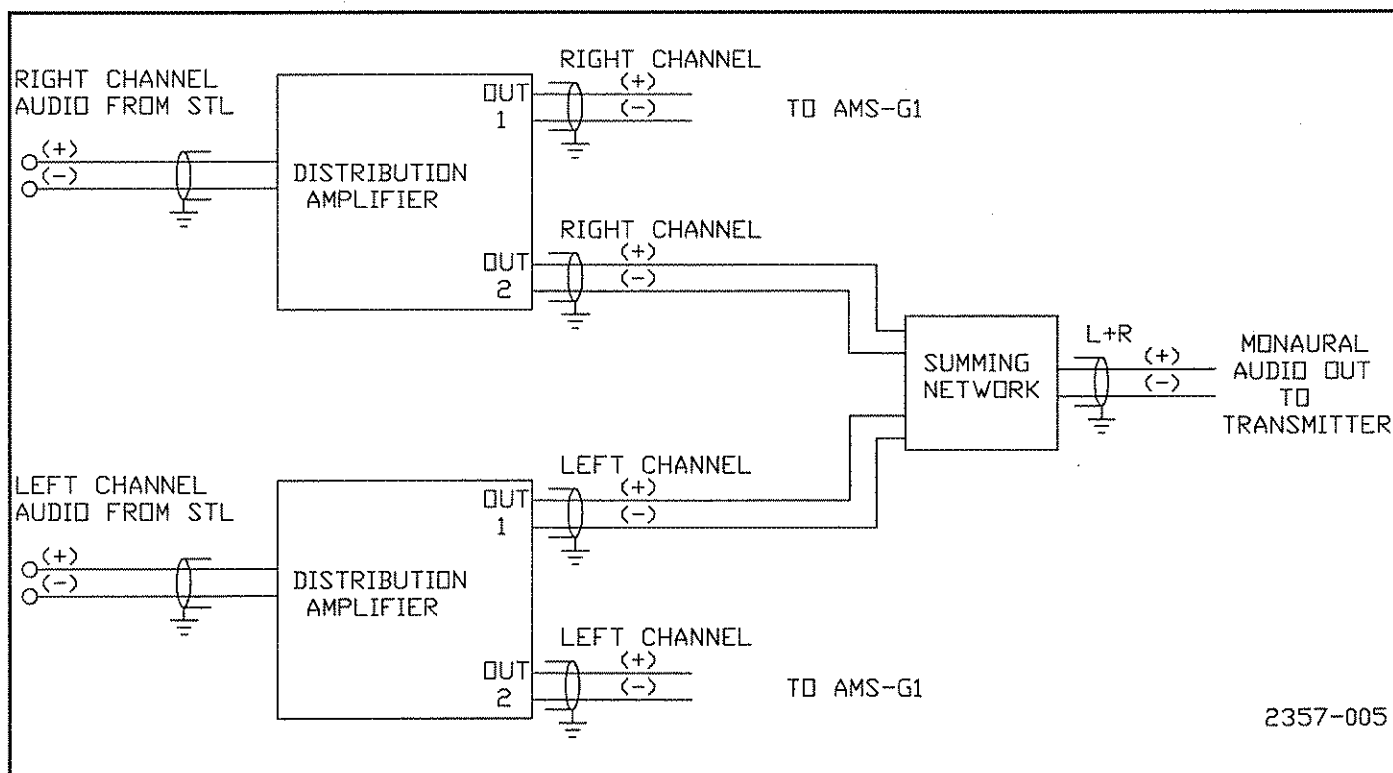 RIGHT CHANNEL
AUDIO FROM STL
(+)
(-)
DISTRIBUTION
AMPLIFIER
OUT
1
RIGHT CHANNEL
(+)
(-)
TO AMS-G1
OUT
2
RIGHT CHANNEL
(+)
(-)
SUMMING
NETWORK
L+R
(+)
(-)
MONAURAL
AUDIO OUT
TO
TRANSMITTER
LEFT CHANNEL
AUDIO FROM STL
(+)
(-)
DISTRIBUTION
AMPLIFIER
OUT
1
LEFT CHANNEL
(+)
(-)
OUT
2
LEFT CHANNEL
(+)
(-)
TO AMS-G1
2357-005